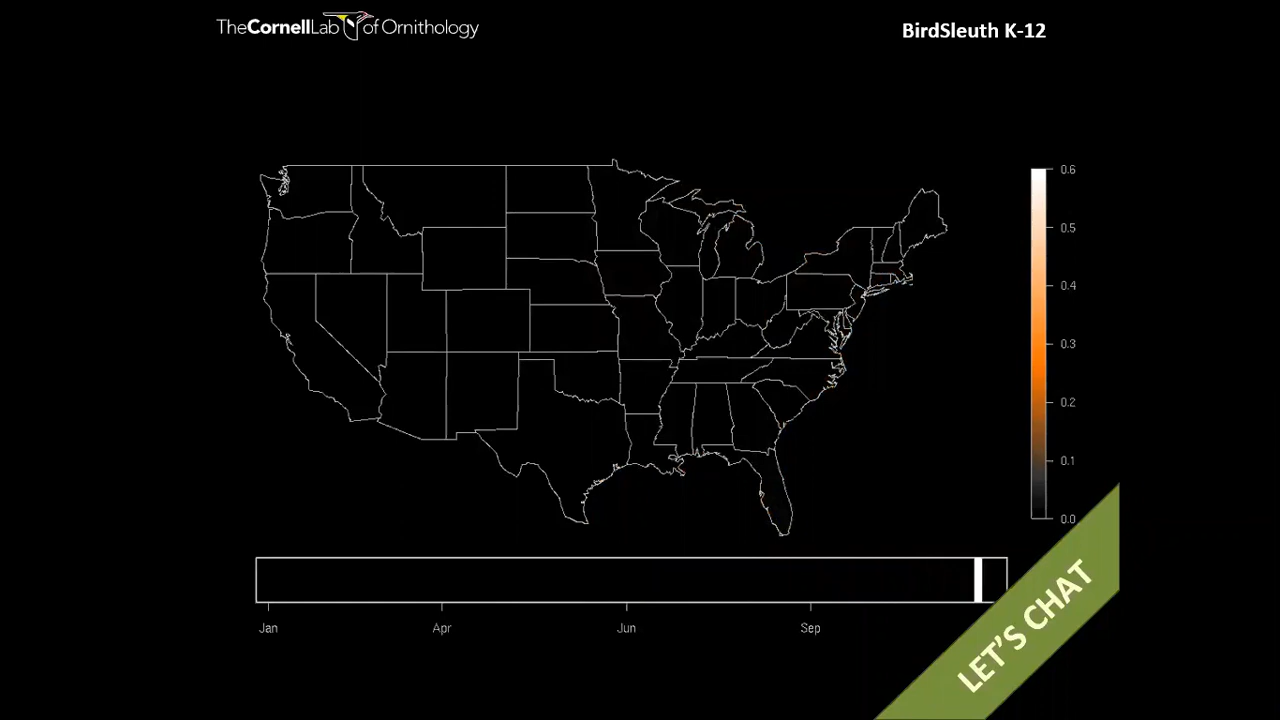 TheCornellLab of Ornithology
BirdSleuth K-12
0.6
0.5
0.4
0.3
0.2
0.1
0.0
Jan Apr Jun Sep
LET'S CHAT